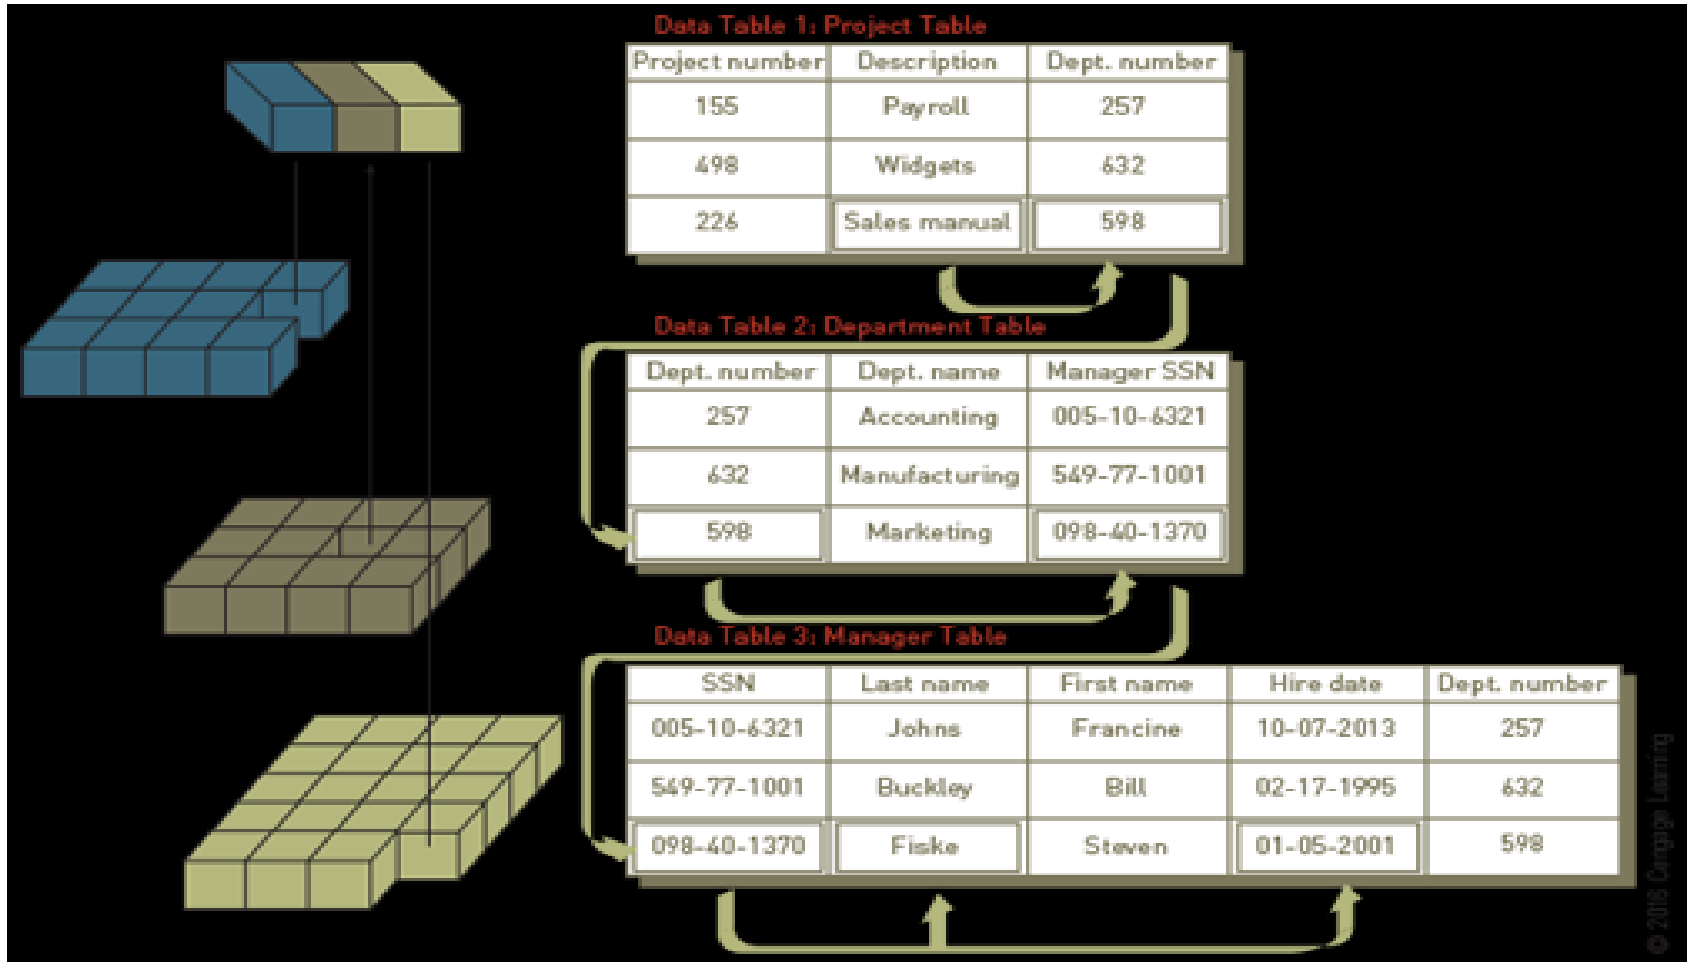 Data Table 1: Project Table
Project number Description Dept. number
155 Payroll 257
498 Widgets 632
226 Sales manual 598
Data Table 2: Department Table
Dept. number Dept. name Manager SSN
257 Accounting 005-10-6321
632 Manufacturing 549-77-1001
598 Marketing 098-40-1370
Data Table 3: Manager Table
SSN Last name First name Hire date Dept. number
005-10-6321 Johns Francine 10-07-2013 257
549-77-1001 Buckley Bill 02-17-1995 632
098-40-1370 Fiske Steven 01-05-2001 598
© 2016 Cengage Learning